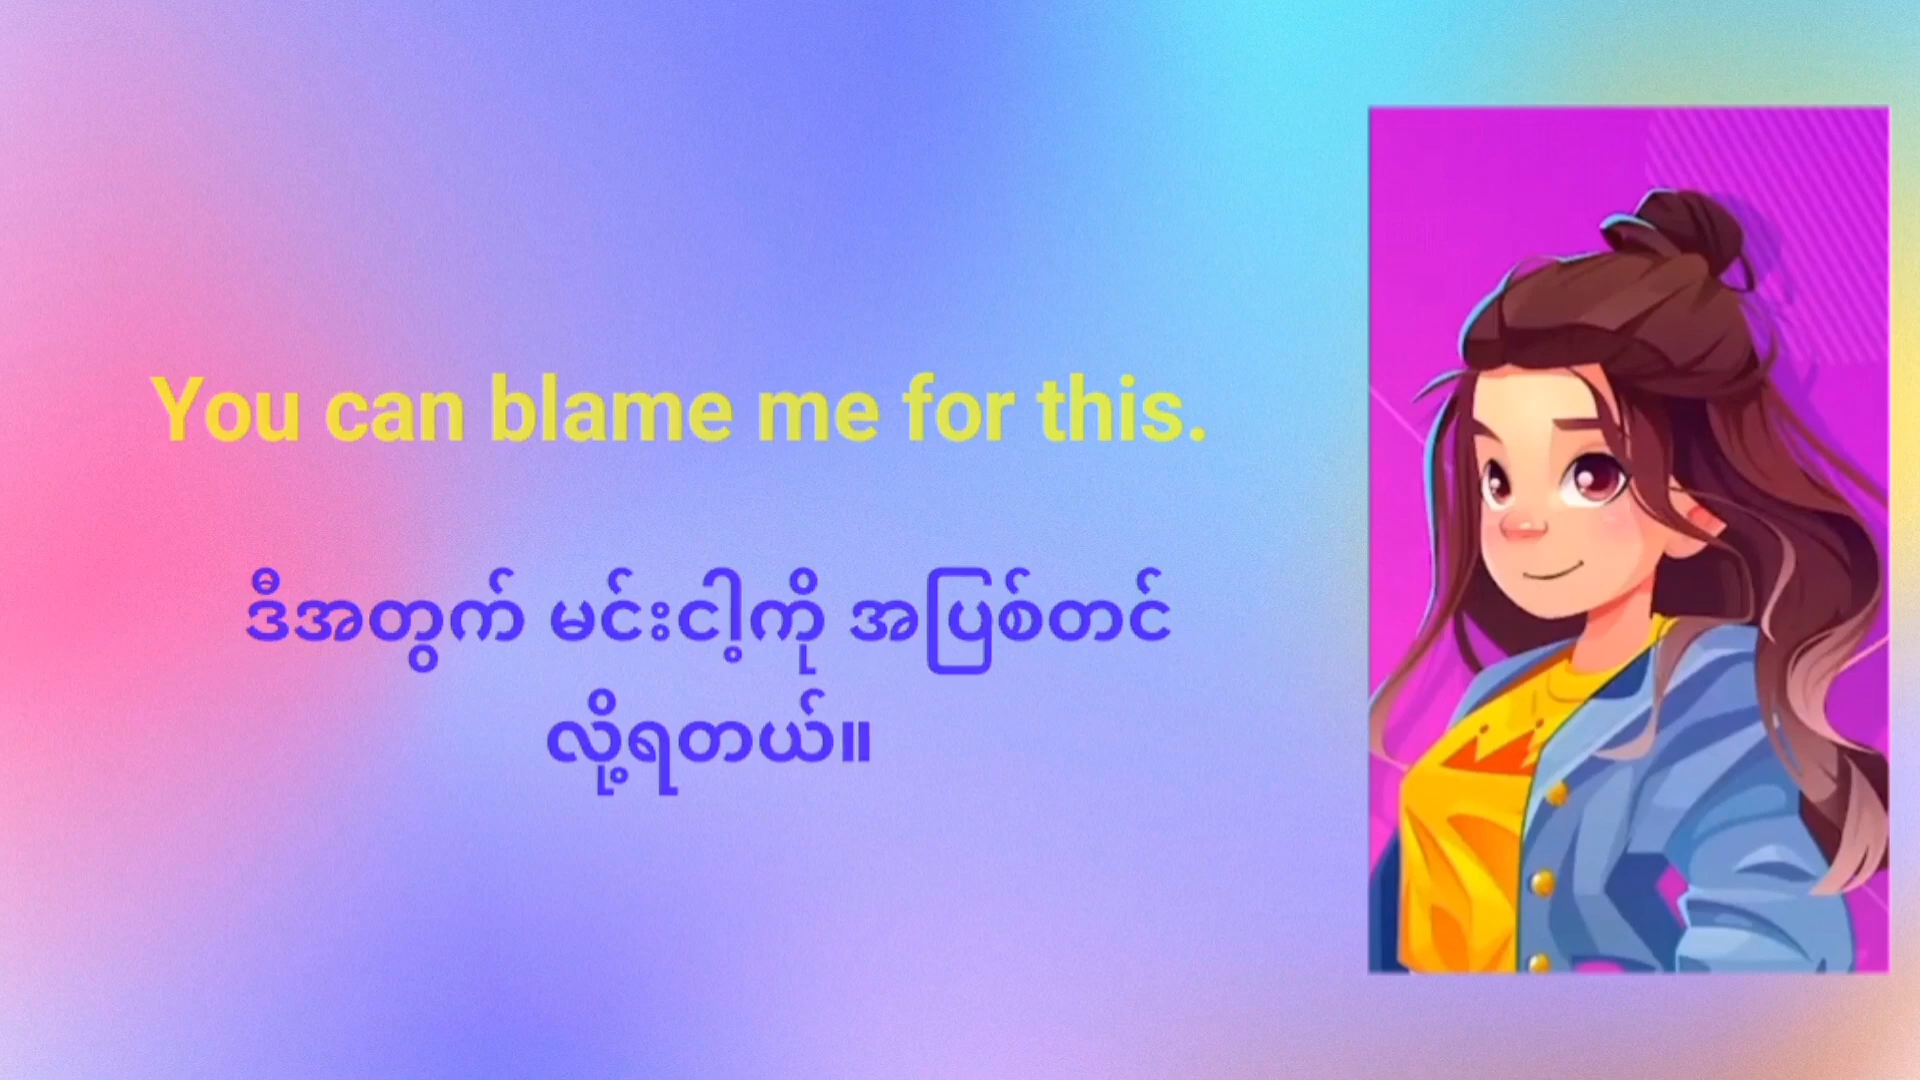 You can blame me for this.
ဒီအတွက် မင်းငါ့ကို အပြစ်တင်
လို့ရတယ်။